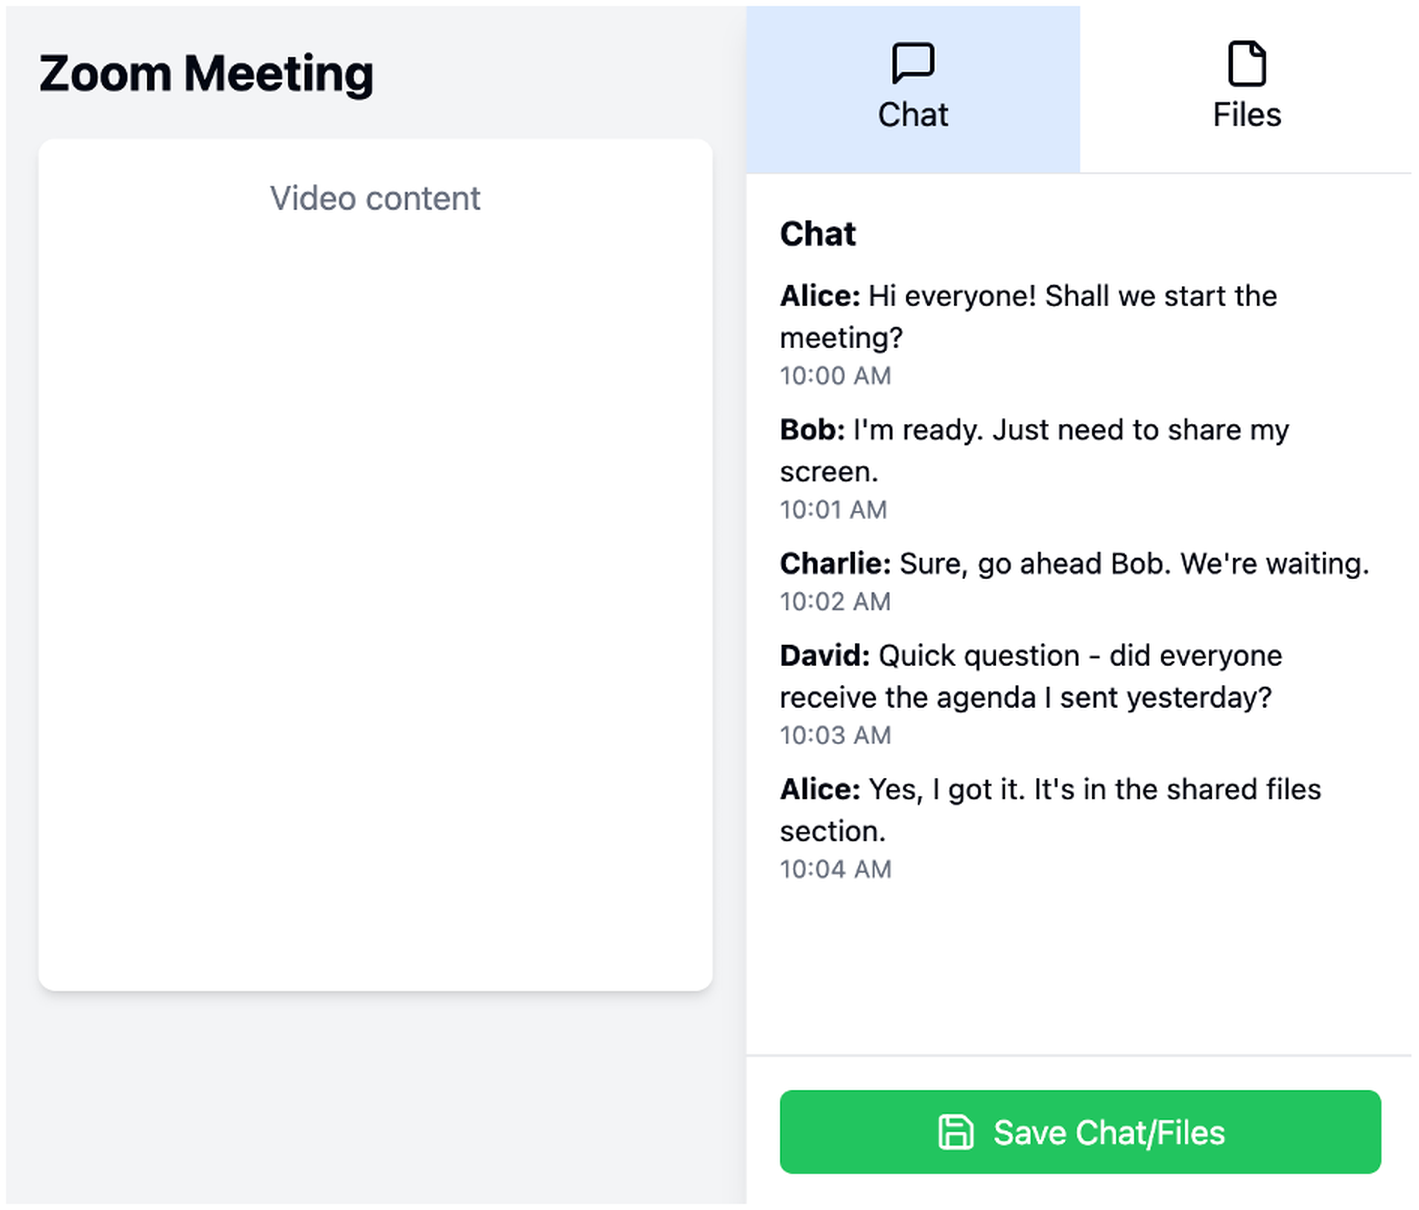 Zoom Meeting
Video content
Chat
Files
Chat
Alice: Hi everyone! Shall we start the
meeting?
10:00 AM
Bob: I'm ready. Just need to share my
screen.
10:01 AM
Charlie: Sure, go ahead Bob. We're waiting.
10:02 AM
David: Quick question - did everyone
receive the agenda I sent yesterday?
10:03 AM
Alice: Yes, I got it. It's in the shared files
section.
10:04 AM
Save Chat/Files